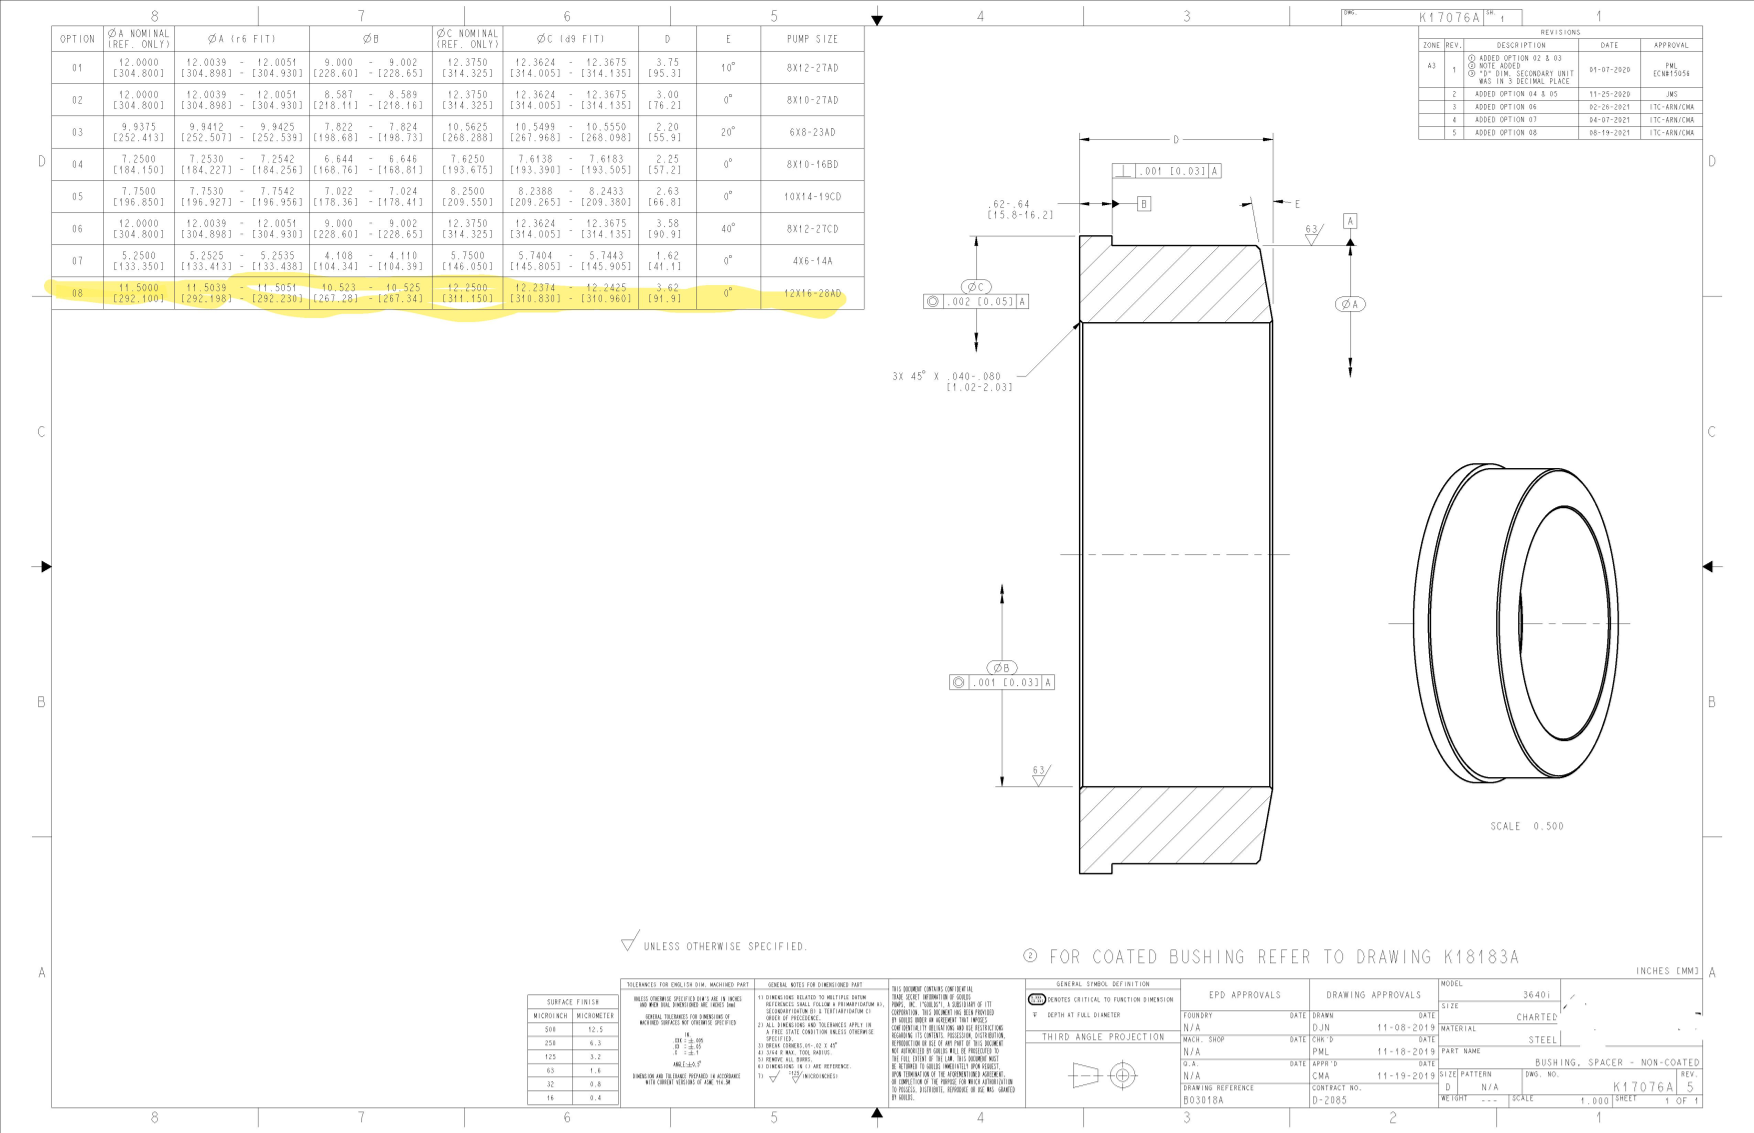 8 7 6 5 4 3 1
DWG. K17076A SH. 1
OPTION ØA NOMINAL (REF. ONLY) ØA (r6 FIT) ØB ØC NOMINAL (REF. ONLY) ØC (d9 FIT) D E PUMP SIZE
01 12.0000 12.0039 - 12.0051 9.000 - 9.002 12.3750 12.3624 - 12.3675 3.75 10° 8X12-27AD
[304.800] [304.898] - [304.930] [228.60] - [228.65] [314.325] [314.005] - [314.135] [95.3]
02 12.0000 12.0039 - 12.0051 8.587 - 8.589 12.3750 12.3624 - 12.3675 3.00 0° 8X10-27AD
[304.800] [304.898] - [304.930] [218.11] - [218.16] [314.325] [314.005] - [314.135] [76.2]
03 9.9375 9.9412 - 9.9425 7.822 - 7.824 10.5625 10.5499 - 10.5550 2.20 20° 6X8-23AD
[252.413] [252.507] - [252.539] [198.68] - [198.73] [268.288] [267.968] - [268.098] [55.9]
04 7.2500 7.2530 - 7.2542 6.644 - 6.646 7.6250 7.6138 - 7.6183 2.25 0° 8X10-16BD
[184.150] [184.227] - [184.256] [168.76] - [168.81] [193.675] [193.390] - [193.505] [57.2]
05 7.7500 7.7530 - 7.7542 7.022 - 7.024 8.2500 8.2388 - 8.2433 2.63 0° 10X14-19CD
[196.850] [196.927] - [196.956] [178.36] - [178.41] [209.550] [209.265] - [209.380] [66.8]
06 12.0000 12.0039 - 12.0051 9.000 - 9.002 12.3750 12.3624 - 12.3675 3.58 40° 8X12-27CD
[304.800] [304.898] - [304.930] [228.60] - [228.65] [314.325] [314.005] - [314.135] [90.9]
07 5.2500 5.2525 - 5.2535 4.108 - 4.110 5.7500 5.7404 - 5.7443 1.62 0° 4X6-14A
[133.350] [133.413] - [133.438] [104.34] - [104.39] [146.050] [145.805] - [145.905] [41.1]
08 11.5000 11.5039 - 11.5051 10.523 - 10.525 12.2500 12.2374 - 12.2425 3.62 0° 12X16-28AD
[292.100] [292.198] - [292.230] [267.28] - [267.34] [311.150] [310.830] - [310.960] [91.9]
REVISIONS
ZONE REV. DESCRIPTION DATE APPROVAL
A3 1 ① ADDED OPTION 02 & 03 01-07-2020 PML ECN#15056
② NOTE ADDED
③ "D" DIM. SECONDARY UNIT
WAS IN 3 DECIMAL PLACE
2 ADDED OPTION 04 & 05 11-25-2020 JMS
3 ADDED OPTION 06 02-26-2021 ITC-ARN/CMA
4 ADDED OPTION 07 04-07-2021 ITC-ARN/CMA
5 ADDED OPTION 08 08-19-2021 ITC-ARN/CMA
D
D
D
⊥ .001 [0.03] A
.62-.64
[15.8-16.2]
B
E
63
A
ØC
◎ .002 [0.05] A
ØA
3X 45° X .040-.080
[1.02-2.03]
C
C
ØB
◎ .001 [0.03] A
63
B
B
SCALE 0.500
UNLESS OTHERWISE SPECIFIED.
② FOR COATED BUSHING REFER TO DRAWING K18183A
INCHES [MM]
A
A
SURFACE FINISH
MICROINCH MICROMETER
500 12.5
250 6.3
125 3.2
63 1.6
32 0.8
16 0.4
TOLERANCES FOR ENGLISH DIM. MACHINED PART
UNLESS OTHERWISE SPECIFIED DIM'S ARE IN INCHES
AND WHEN DUAL DIMENSIONED ARE INCHES [mm]
GENERAL TOLERANCES FOR DIMENSIONS OF
MACHINED SURFACES NOT OTHERWISE SPECIFIED
IN.
.XXX = ±.005
.XX = ±.05
.X = ±.1
ANGLE ±0.5°
DIMENSION AND TOLERANCE PREPARED IN ACCORDANCE
WITH CURRENT VERSIONS OF ASME Y14.5M
GENERAL NOTES FOR DIMENSIONED PART
1) DIMENSIONS RELATED TO MULTIPLE DATUM
REFERENCES SHALL FOLLOW A PRIMARY(DATUM A),
SECONDARY(DATUM B) & TERTIARY(DATUM C)
ORDER OF PRECEDENCE.
2) ALL DIMENSIONS AND TOLERANCES APPLY IN
A FREE STATE CONDITION UNLESS OTHERWISE
SPECIFIED.
3) BREAK CORNERS .01-.02 X 45°
4) 3/64 R MAX. TOOL RADIUS.
5) REMOVE ALL BURRS.
6) DIMENSIONS IN () ARE REFERENCE.
7) (MICROINCHES)
THIS DOCUMENT CONTAINS CONFIDENTIAL
TRADE SECRET INFORMATION OF GOULDS
PUMPS, INC. ("GOULDS"), A SUBSIDIARY OF ITT
CORPORATION. THIS DOCUMENT HAS BEEN PROVIDED
BY GOULDS UNDER AN AGREEMENT THAT IMPOSES
CONFIDENTIALITY OBLIGATIONS AND USE RESTRICTIONS
REGARDING ITS CONTENTS. POSSESSION, DISTRIBUTION,
REPRODUCTION OR USE OF ANY PART OF THIS DOCUMENT
NOT AUTHORIZED BY GOULDS WILL BE PROSECUTED TO
THE FULL EXTENT OF THE LAW. THIS DOCUMENT MUST
BE RETURNED TO GOULDS IMMEDIATELY UPON REQUEST,
UPON TERMINATION OF THE AFOREMENTIONED AGREEMENT,
OR COMPLETION OF THE PURPOSE FOR WHICH AUTHORIZATION
TO POSSESS, DISTRIBUTE, REPRODUCE OR USE WAS GRANTED
BY GOULDS.
GENERAL SYMBOL DEFINITION
DENOTES CRITICAL TO FUNCTION DIMENSION
DEPTH AT FULL DIAMETER
THIRD ANGLE PROJECTION
EPD APPROVALS
FOUNDRY DATE
N/A
MACH. SHOP DATE
N/A
Q.A. DATE
N/A
DRAWING REFERENCE
B03018A
DRAWING APPROVALS
DRAWN DATE
DJN 11-08-2019
CHK'D DATE
PML 11-18-2019
APPR'D DATE
CMA 11-19-2019
CONTRACT NO.
D-2085
MODEL
3640i
SIZE
CHARTED
MATERIAL
STEEL
PART NAME
BUSHING, SPACER - NON-COATED
SIZE PATTERN DWG. NO. REV.
D N/A K17076A 5
WEIGHT --- SCALE 1.000 SHEET 1 OF 1
8 7 6 5 4 3 2 1